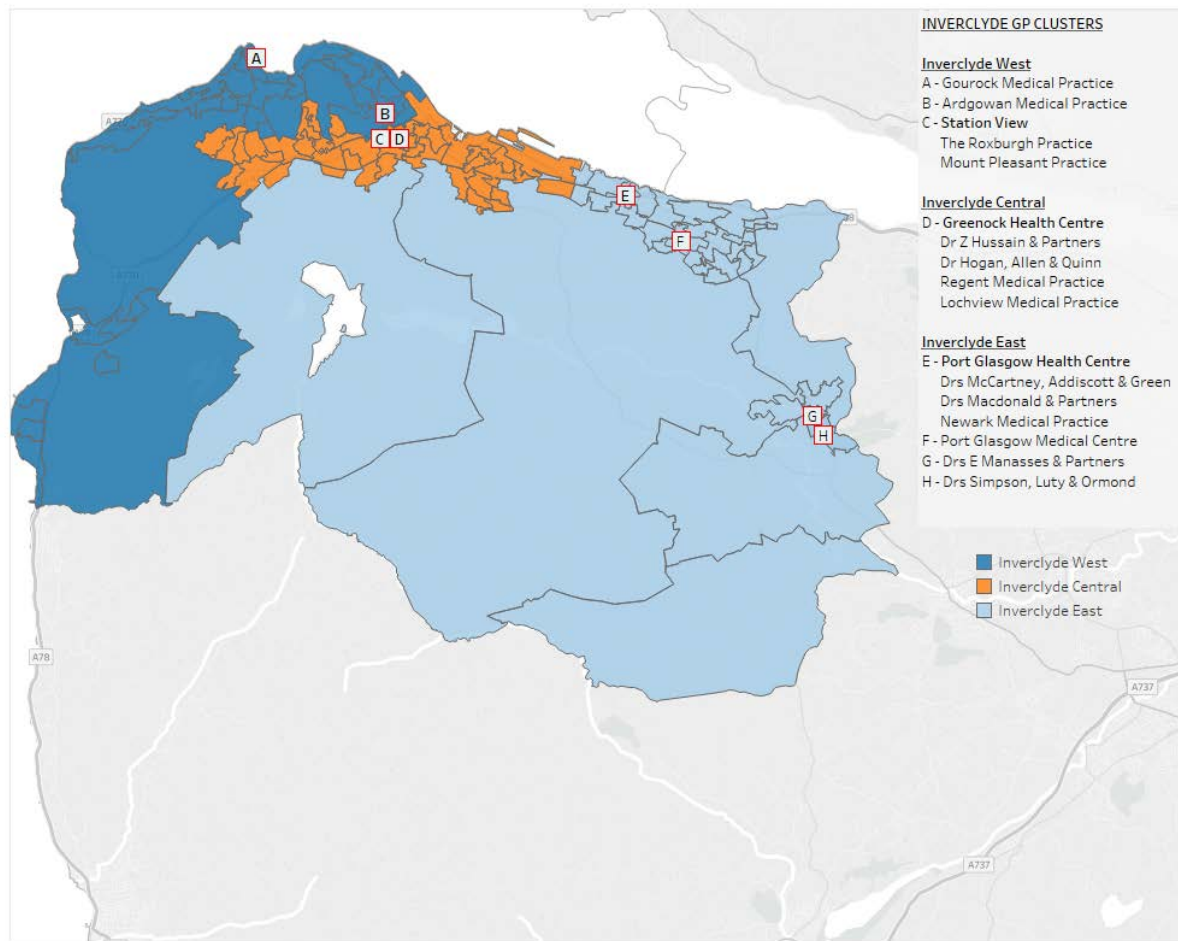 INVERCLYDE GP CLUSTERS
Inverclyde West
A - Gourock Medical Practice
B - Ardgowan Medical Practice
C - Station View
The Roxburgh Practice
Mount Pleasant Practice
Inverclyde Central
D - Greenock Health Centre
Dr Z Hussain & Partners
Dr Hogan, Allen & Quinn
Regent Medical Practice
Lochview Medical Practice
Inverclyde East
E - Port Glasgow Health Centre
Drs McCartney, Addiscott & Green
Drs Macdonald & Partners
Newark Medical Practice
F - Port Glasgow Medical Centre
G - Drs E Manasses & Partners
H - Drs Simpson, Luty & Ormond
Inverclyde West
Inverclyde Central
Inverclyde East
A
B
C D
E
F
G
H
A78
A737
A737